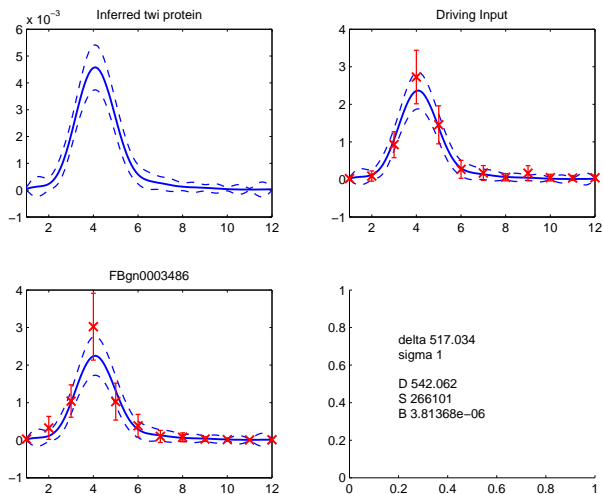 Inferred twi protein
x 10⁻³
6
5
4
3
2
1
0
−1
2 4 6 8 10 12
Driving Input
4
3
2
1
0
−1
2 4 6 8 10 12
FBgn0003486
4
3
2
1
0
−1
2 4 6 8 10 12
1
0.8
0.6
0.4
0.2
0
0 0.2 0.4 0.6 0.8 1
delta 517.034
sigma 1
D 542.062
S 266101
B 3.81368e−06